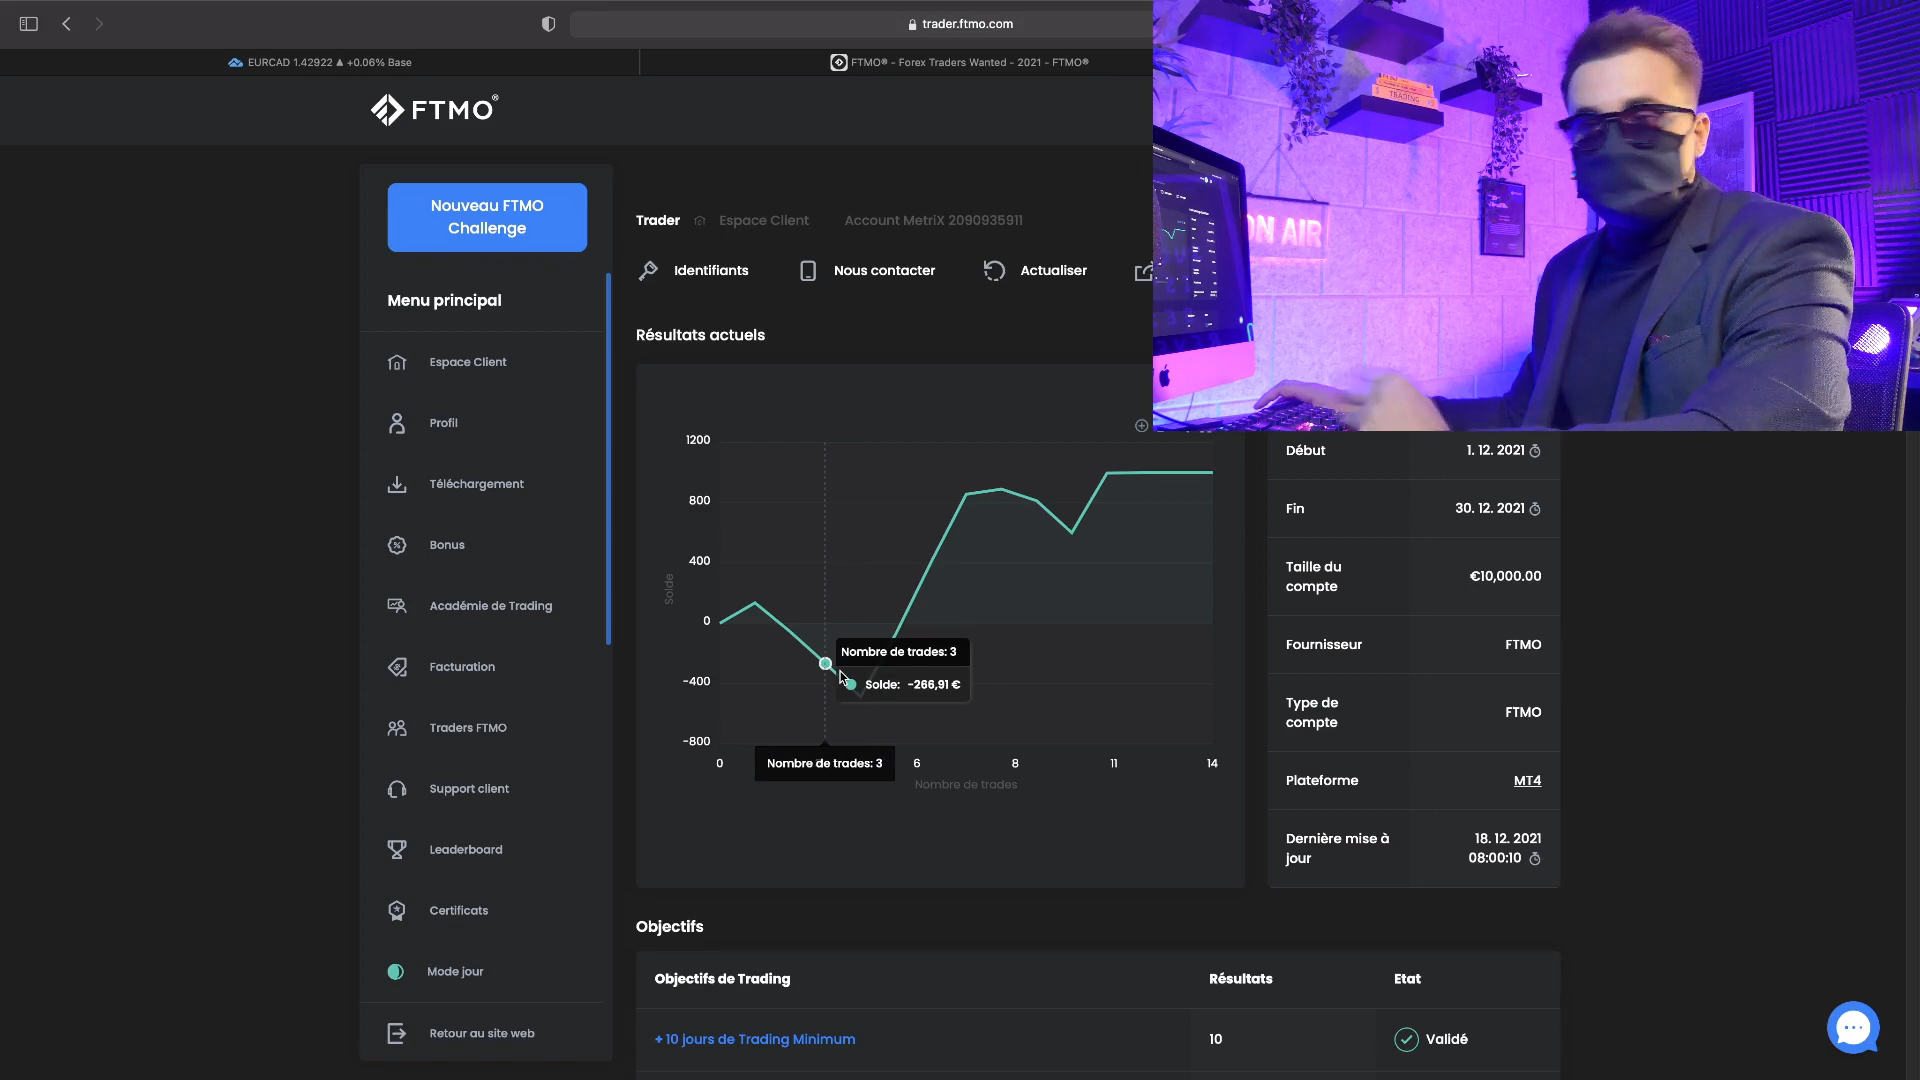 trader.ftmo.com
EURCAD 1.42922 ▲ +0.06% Base
FTMO® - Forex Traders Wanted - 2021 - FTMO®
FTMO®
TRADING
ON AIR
Nouveau FTMO
Challenge
Menu principal
Espace Client
Profil
Téléchargement
Bonus
Académie de Trading
Facturation
Traders FTMO
Support client
Leaderboard
Certificats
Mode jour
Retour au site web
Trader Espace Client Account MetriX 2090935911
Identifiants Nous contacter Actualiser
Résultats actuels
1200
800
400
0
-400
-800
Solde
Nombre de trades: 3
Solde: -266,91 €
0 Nombre de trades: 3 6 8 11 14
Nombre de trades
Début 1. 12. 2021
Fin 30. 12. 2021
Taille du
compte €10,000.00
Fournisseur FTMO
Type de
compte FTMO
Plateforme MT4
Dernière mise à 18. 12. 2021
jour 08:00:10
Objectifs
Objectifs de Trading Résultats Etat
+ 10 jours de Trading Minimum 10 Validé